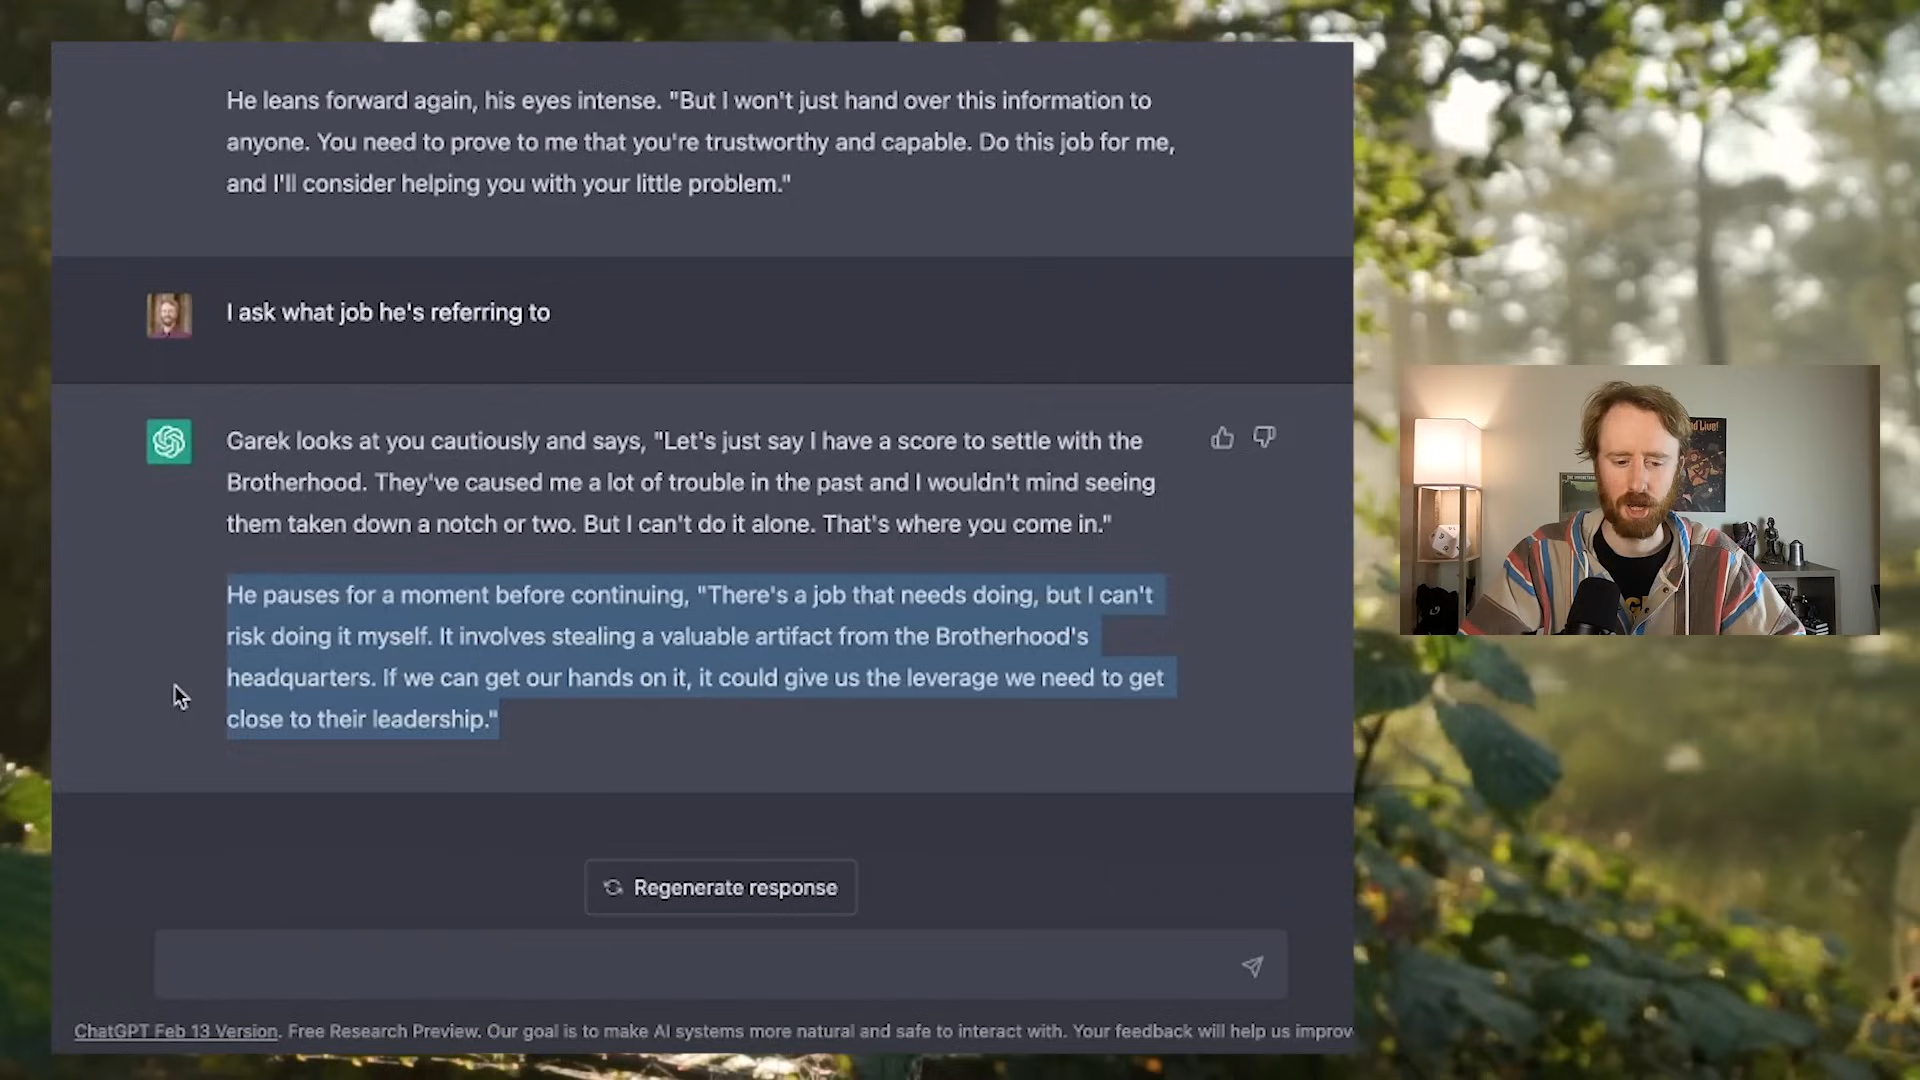 He leans forward again, his eyes intense. "But I won't just hand over this information to
anyone. You need to prove to me that you're trustworthy and capable. Do this job for me,
and I'll consider helping you with your little problem."
I ask what job he's referring to
Garek looks at you cautiously and says, "Let's just say I have a score to settle with the
Brotherhood. They've caused me a lot of trouble in the past and I wouldn't mind seeing
them taken down a notch or two. But I can't do it alone. That's where you come in."
He pauses for a moment before continuing, "There's a job that needs doing, but I can't
risk doing it myself. It involves stealing a valuable artifact from the Brotherhood's
headquarters. If we can get our hands on it, it could give us the leverage we need to get
close to their leadership."
Regenerate response
ChatGPT Feb 13 Version. Free Research Preview. Our goal is to make AI systems more natural and safe to interact with. Your feedback will help us improv
Live!